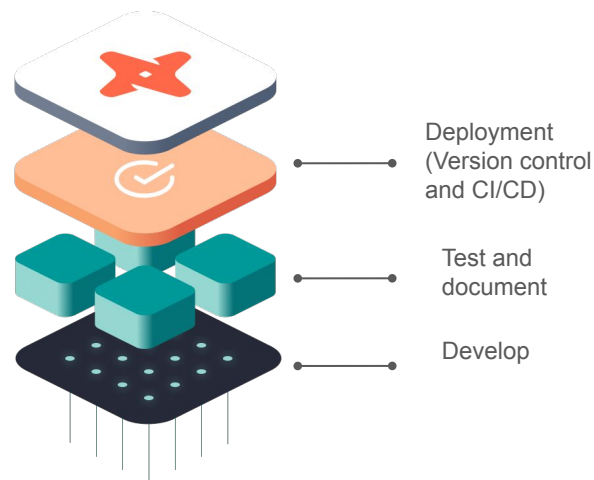 Deployment
(Version control
and CI/CD)
Test and
document
Develop